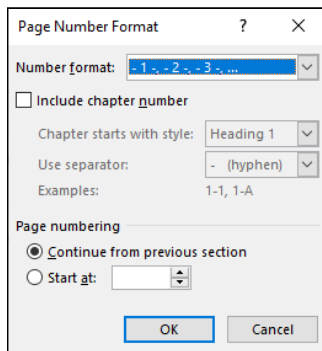 Page Number Format ?
Number format: - 1 -, - 2 -, - 3 -, ...
Include chapter number
Chapter starts with style: Heading 1
Use separator: - (hyphen)
Examples: 1-1, 1-A
Page numbering
Continue from previous section
Start at:
OK Cancel